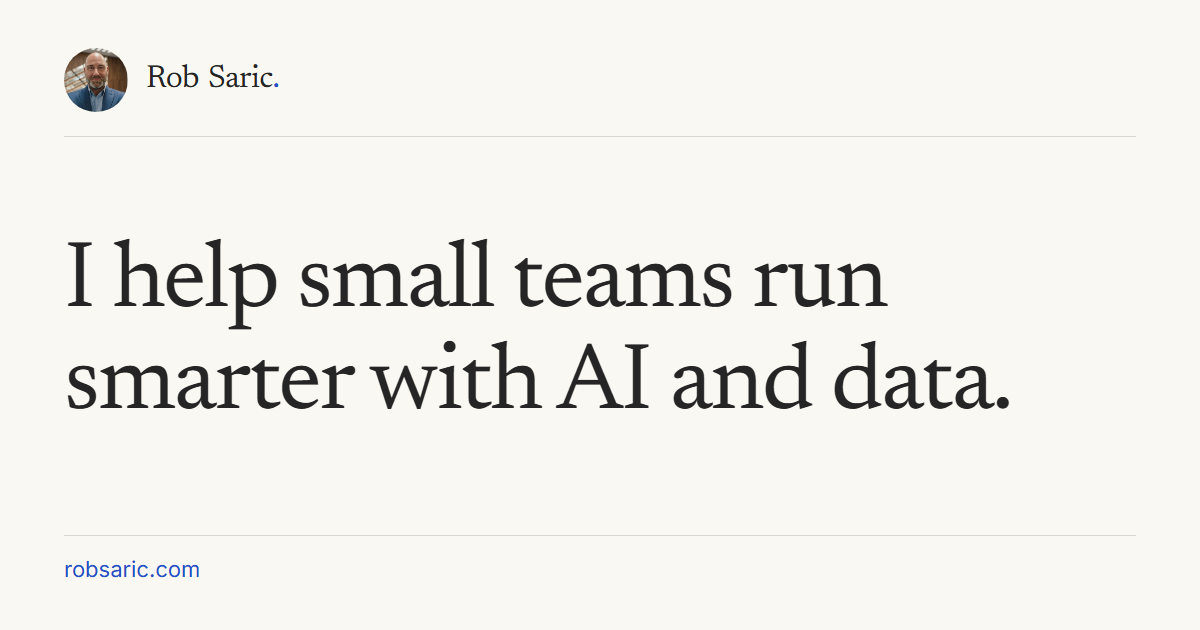 Rob Saric.
I help small teams run
smarter with AI and data.
robsaric.com